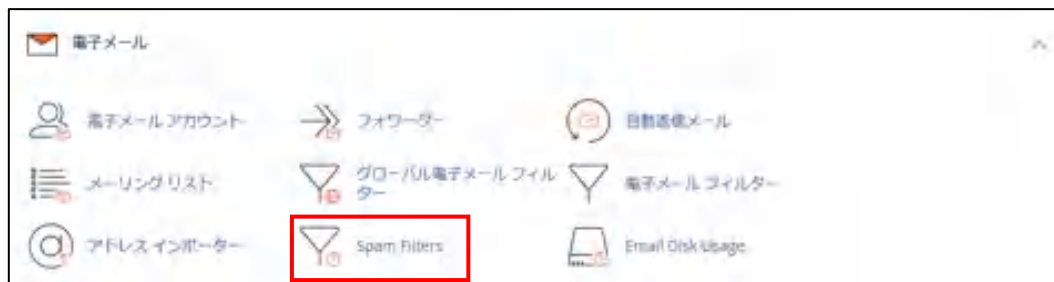 電子メール
電子メール アカウント
フォワーダー
自動返信メール
メーリング リスト
グローバル電子メール フィル
ター
電子メール フィルター
アドレス インポーター
Spam Filters
Email Disk Usage